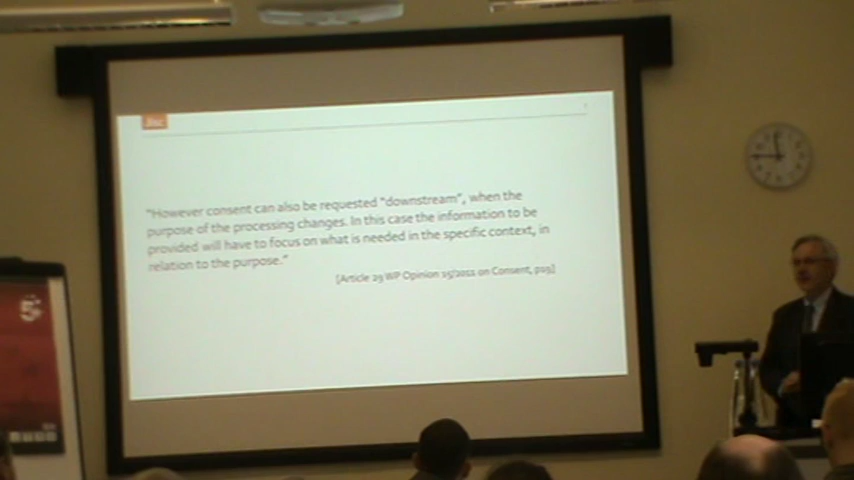 Jisc
"However consent can also be requested "downstream", when the
purpose of the processing changes. In this case the information to be
provided will have to focus on what is needed in the specific context, in
relation to the purpose."
[Article 29 WP Opinion 15/2011 on Consent, p19]
5